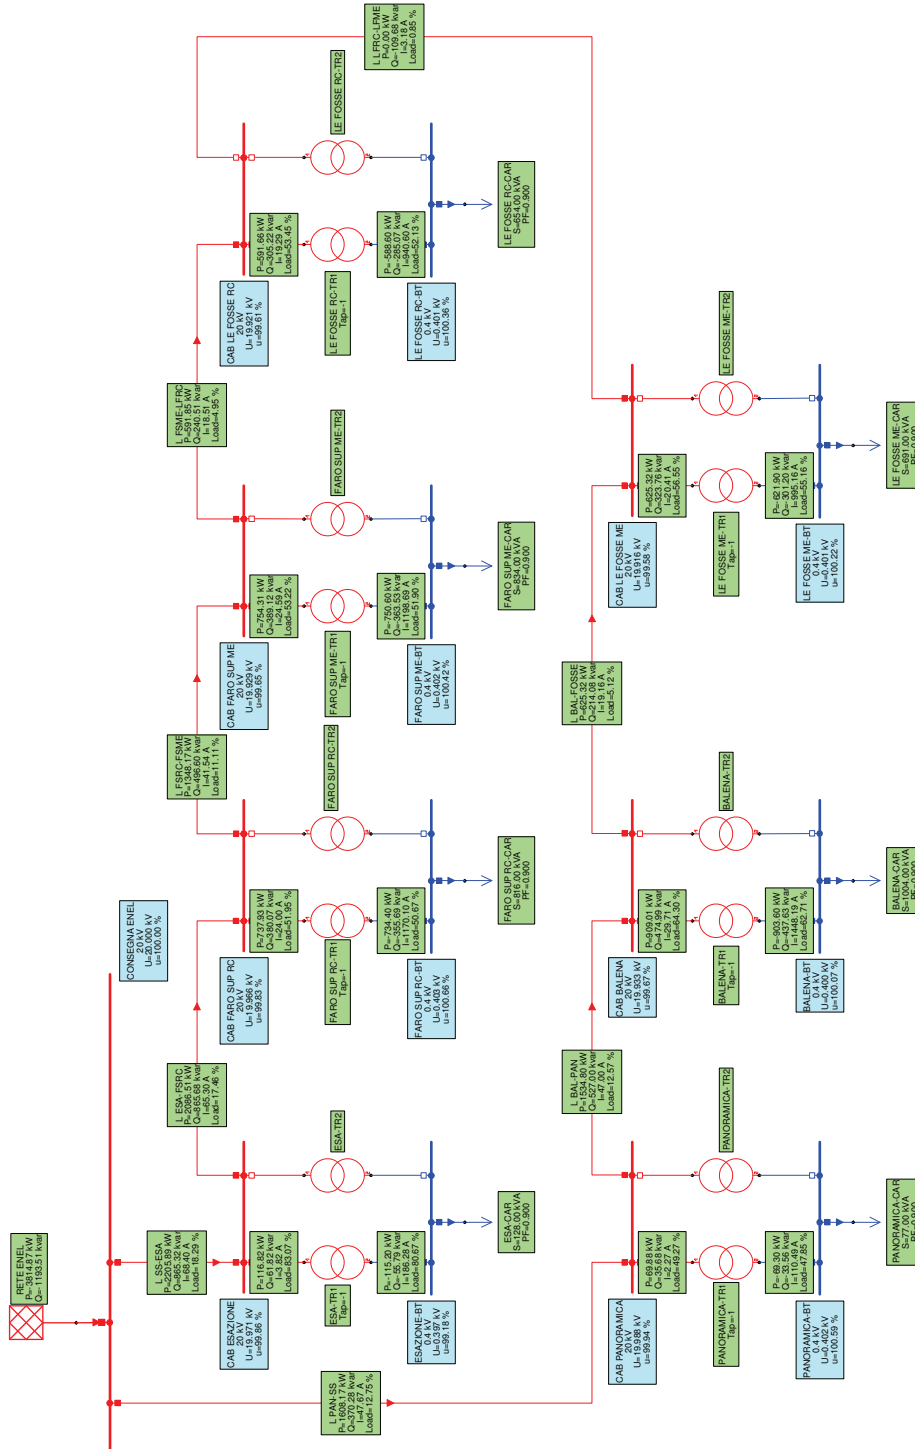 RETE ENEL
P=-3814.87 kW
Q=-1193.51 kvar
CONSEGNA ENEL
20 kV
U=20.000 kV
u=100.00 %
L SS-ESA
P=2205.89 kW
Q=865.32 kvar
I=68.40 A
Load=18.29 %
L ESA-FSRC
P=2086.51 kW
Q=865.68 kvar
I=65.30 A
Load=17.46 %
L FSRC-FSME
P=1348.17 kW
Q=496.60 kvar
I=41.54 A
Load=11.11 %
L FSME-LFRC
P=591.85 kW
Q=240.51 kvar
I=18.51 A
Load=4.95 %
L LFRC-LFME
P=0.00 kW
Q=-109.68 kvar
I=3.18 A
Load=0.85 %
CAB ESAZIONE
20 kV
U=19.971 kV
u=99.86 %
P=116.82 kW
Q=61.82 kvar
I=3.82 A
Load=83.07 %
ESA-TR1
Tap=-1
ESA-TR2
P=-115.20 kW
Q=-55.79 kvar
I=186.28 A
Load=80.67 %
ESAZIONE-BT
0.4 kV
U=0.397 kV
u=99.18 %
ESA-CAR
S=128.00 kVA
PF=0.900
CAB FARO SUP RC
20 kV
U=19.966 kV
u=99.83 %
P=737.93 kW
Q=380.07 kvar
I=24.00 A
Load=51.95 %
FARO SUP RC-TR1
Tap=-1
FARO SUP RC-TR2
P=-734.40 kW
Q=-355.69 kvar
I=1170.10 A
Load=50.67 %
FARO SUP RC-BT
0.4 kV
U=0.403 kV
u=100.66 %
FARO SUP RC-CAR
S=816.00 kVA
PF=0.900
CAB FARO SUP ME
20 kV
U=19.929 kV
u=99.65 %
P=754.31 kW
Q=389.12 kvar
I=24.59 A
Load=53.22 %
FARO SUP ME-TR1
Tap=-1
FARO SUP ME-TR2
P=-750.60 kW
Q=-363.53 kvar
I=1198.69 A
Load=51.90 %
FARO SUP ME-BT
0.4 kV
U=0.402 kV
u=100.42 %
FARO SUP ME-CAR
S=834.00 kVA
PF=0.900
CAB LE FOSSE RC
20 kV
U=19.921 kV
u=99.61 %
P=591.66 kW
Q=305.22 kvar
I=19.29 A
Load=53.45 %
LE FOSSE RC-TR1
Tap=-1
LE FOSSE RC-TR2
P=-588.60 kW
Q=-285.07 kvar
I=940.60 A
Load=52.13 %
LE FOSSE RC-BT
0.4 kV
U=0.401 kV
u=100.36 %
LE FOSSE RC-CAR
S=654.00 kVA
PF=0.900
L PAN-SS
P=1608.17 kW
Q=370.28 kvar
I=47.67 A
Load=12.75 %
L BAL-PAN
P=1534.80 kW
Q=527.00 kvar
I=47.00 A
Load=12.57 %
L BAL-FOSSE
P=625.32 kW
Q=214.08 kvar
I=19.16 A
Load=5.12 %
CAB PANORAMICA
20 kV
U=19.988 kV
u=99.94 %
P=69.88 kW
Q=35.88 kvar
I=2.27 A
Load=49.27 %
PANORAMICA-TR1
Tap=-1
PANORAMICA-TR2
P=-69.30 kW
Q=-33.56 kvar
I=110.49 A
Load=47.85 %
PANORAMICA-BT
0.4 kV
U=0.402 kV
u=100.59 %
PANORAMICA-CAR
S=77.00 kVA
PF=0.900
CAB BALENA
20 kV
U=19.933 kV
u=99.67 %
P=909.01 kW
Q=474.99 kvar
I=29.71 A
Load=64.30 %
BALENA-TR1
Tap=-1
BALENA-TR2
P=-903.60 kW
Q=-437.63 kvar
I=1448.19 A
Load=62.71 %
BALENA-BT
0.4 kV
U=0.400 kV
u=100.07 %
BALENA-CAR
S=1004.00 kVA
PF=0.900
CAB LE FOSSE ME
20 kV
U=19.916 kV
u=99.58 %
P=625.32 kW
Q=323.76 kvar
I=20.41 A
Load=56.55 %
LE FOSSE ME-TR1
Tap=-1
LE FOSSE ME-TR2
P=-621.90 kW
Q=-301.20 kvar
I=995.16 A
Load=55.16 %
LE FOSSE ME-BT
0.4 kV
U=0.401 kV
u=100.22 %
LE FOSSE ME-CAR
S=691.00 kVA
PF=0.900